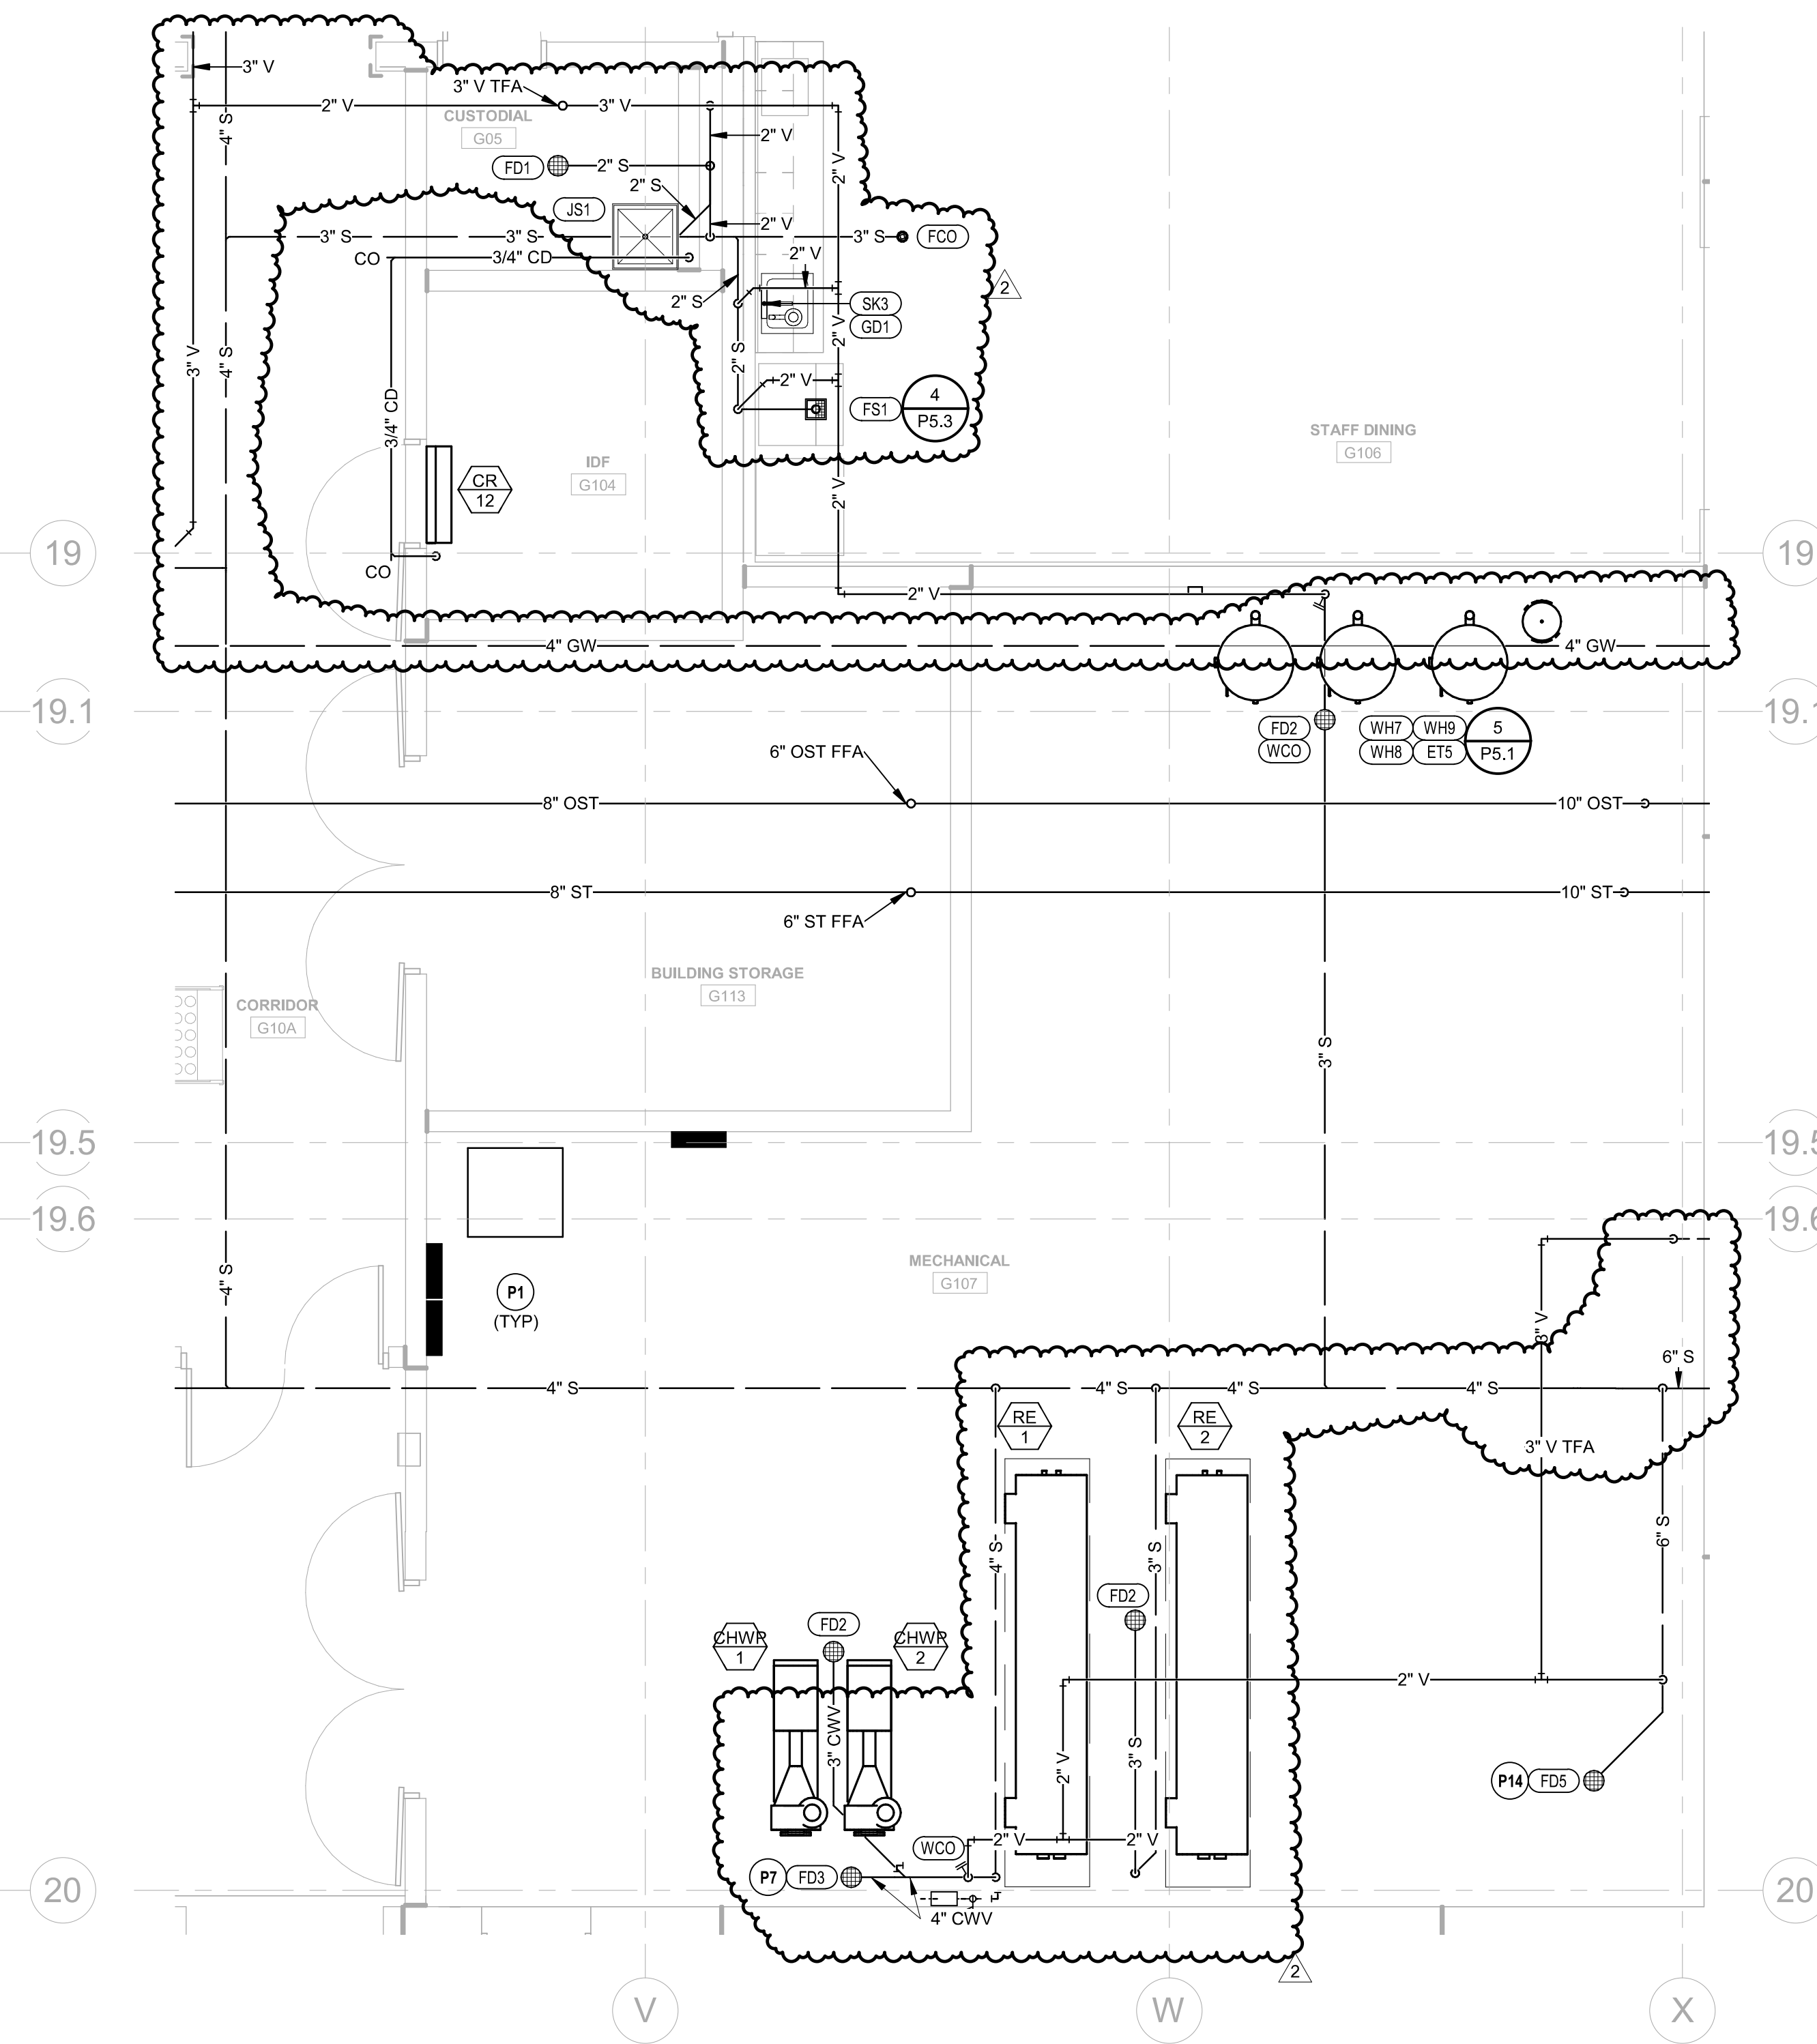 3" V
3" V TFA
2" V
3" V
4" S
CUSTODIAL
G05
2" V
2" V
FD1
2" S
2" S
JS1
2" V
3" S
3" S
3" S
FCO
CO
3/4" CD
2" V
2" S
2
SK3
GD1
3" V
4" S
2" S
2" V
2" V
3/4" CD
FS1
4
P5.3
STAFF DINING
G106
IDF
G104
CR
12
2" V
19
19
CO
2" V
4" GW
4" GW
19.1
19.1
FD2
WCO
WH7
WH9
WH8
ET5
5
P5.1
6" OST FFA
8" OST
10" OST
8" ST
10" ST
6" ST FFA
BUILDING STORAGE
G113
CORRIDOR
G10A
3" S
19.5
19.5
19.6
19.6
4" S
P1
(TYP)
MECHANICAL
G107
3" V
6" S
4" S
4" S
4" S
4" S
RE
1
RE
2
3" V TFA
4" S
3" S
6" S
FD2
FD2
CHWP
1
CHWP
2
2" V
3" CWV
2" V
3" S
P14
FD5
WCO
2" V
2" V
P7
FD3
4" CWV
20
20
2
V
W
X